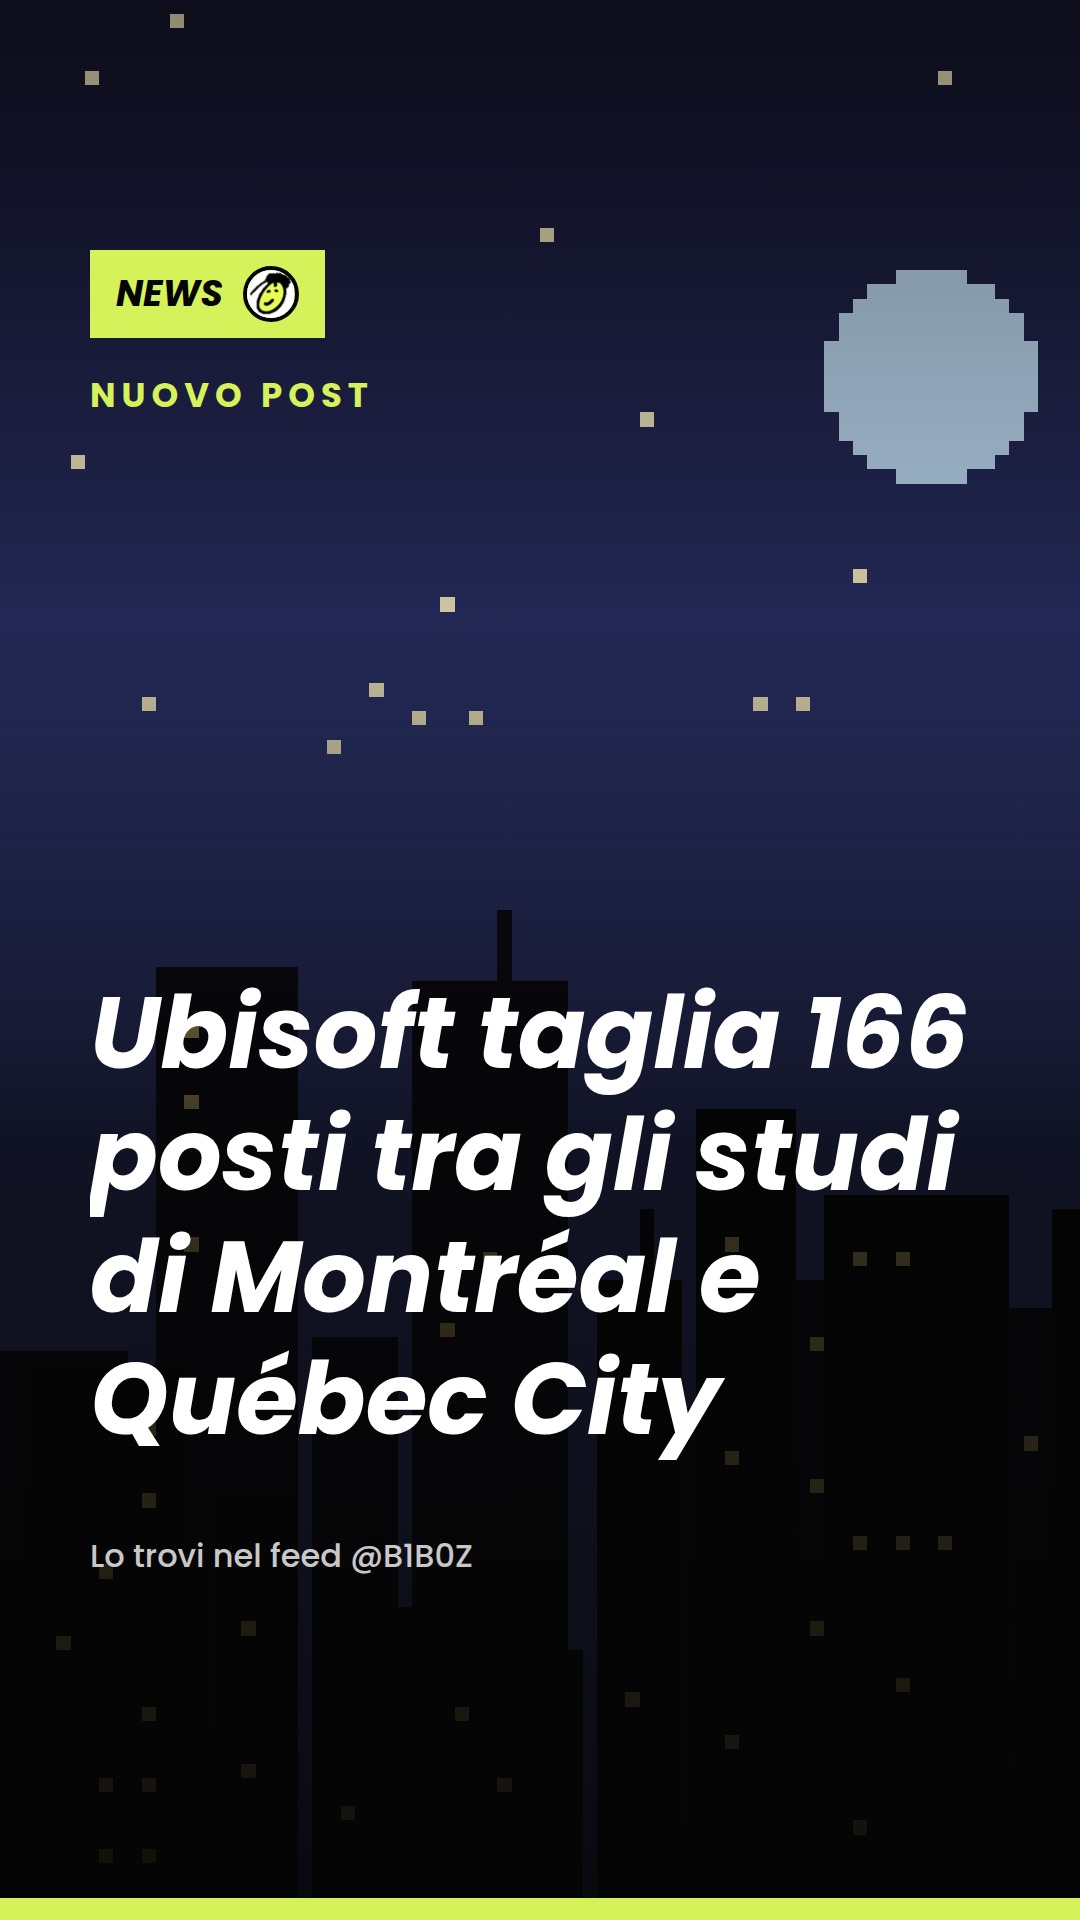 NEWS
NUOVO POST
Ubisoft taglia 166
posti tra gli studi
di Montréal e
Québec City
Lo trovi nel feed @B1B0Z